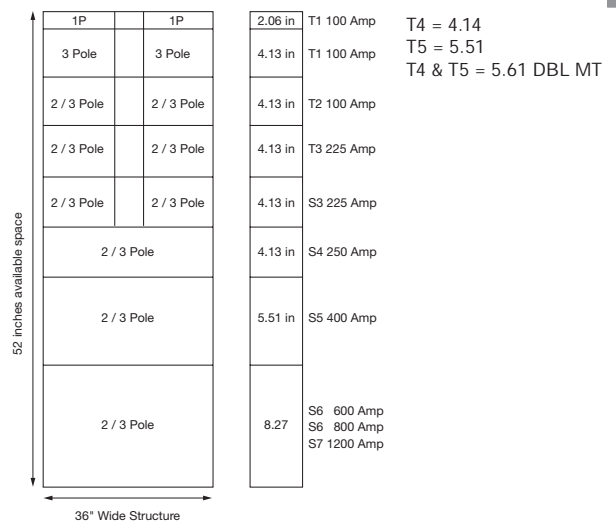 1P 1P 2.06 in T1 100 Amp
T4 = 4.14
T5 = 5.51
T4 & T5 = 5.61 DBL MT
3 Pole 3 Pole 4.13 in T1 100 Amp
2 / 3 Pole 2 / 3 Pole 4.13 in T2 100 Amp
2 / 3 Pole 2 / 3 Pole 4.13 in T3 225 Amp
2 / 3 Pole 2 / 3 Pole 4.13 in S3 225 Amp
2 / 3 Pole 4.13 in S4 250 Amp
2 / 3 Pole 5.51 in S5 400 Amp
2 / 3 Pole 8.27
S6 600 Amp
S6 800 Amp
S7 1200 Amp
52 inches available space
36" Wide Structure